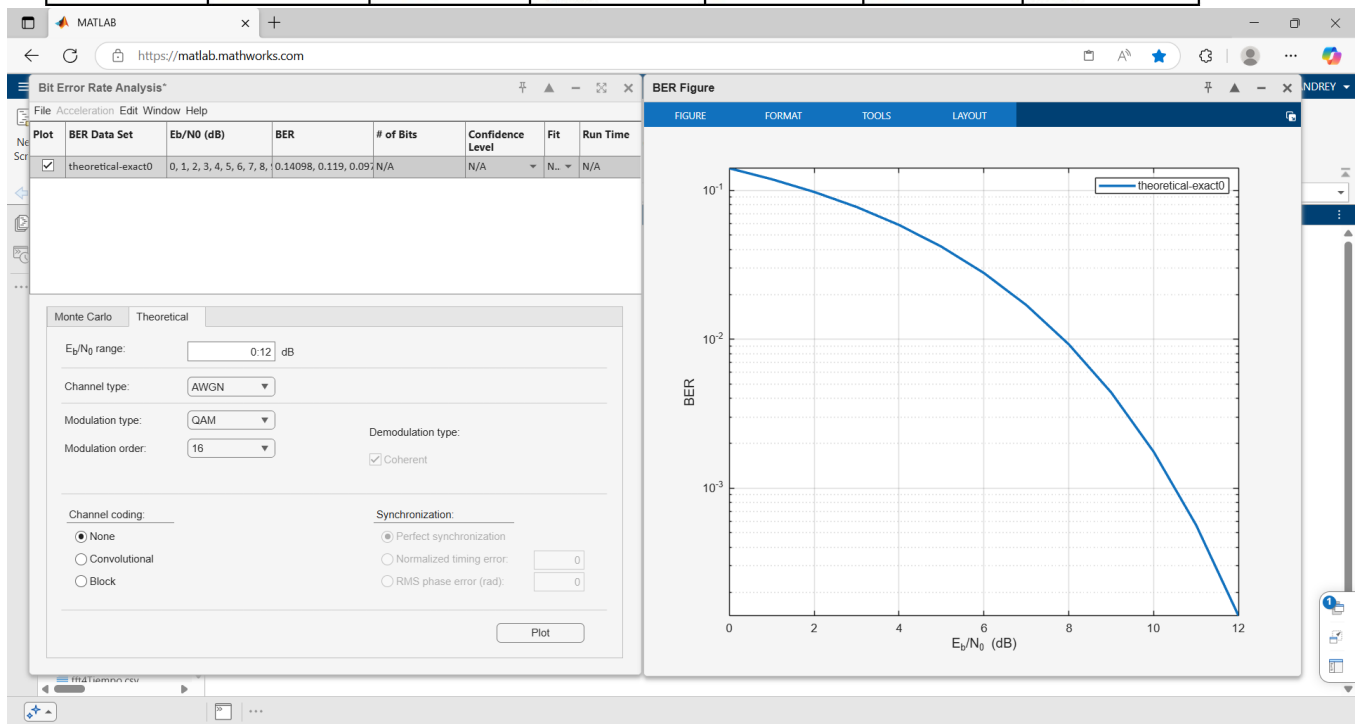 MATLAB
https://matlab.mathworks.com
Bit Error Rate Analysis*
BER Figure
NDREY
File Acceleration Edit Window Help
FIGURE FORMAT TOOLS LAYOUT
Plot BER Data Set Eb/N0 (dB) BER # of Bits Confidence Level Fit Run Time
theoretical-exact0 0, 1, 2, 3, 4, 5, 6, 7, 8, 0.14098, 0.119, 0.097 N/A N/A N.. N/A
Ne
Scr
Monte Carlo Theoretical
Eb/N0 range: 0:12 dB
Channel type: AWGN
Modulation type: QAM
Demodulation type:
Modulation order: 16
Coherent
Channel coding: Synchronization:
None Perfect synchronization
Convolutional Normalized timing error: 0
Block RMS phase error (rad): 0
Plot
theoretical-exact0
10-1
10-2
10-3
BER
0 2 4 6 8 10 12
Eb/N0 (dB)
1
fft4Tiempo.csv